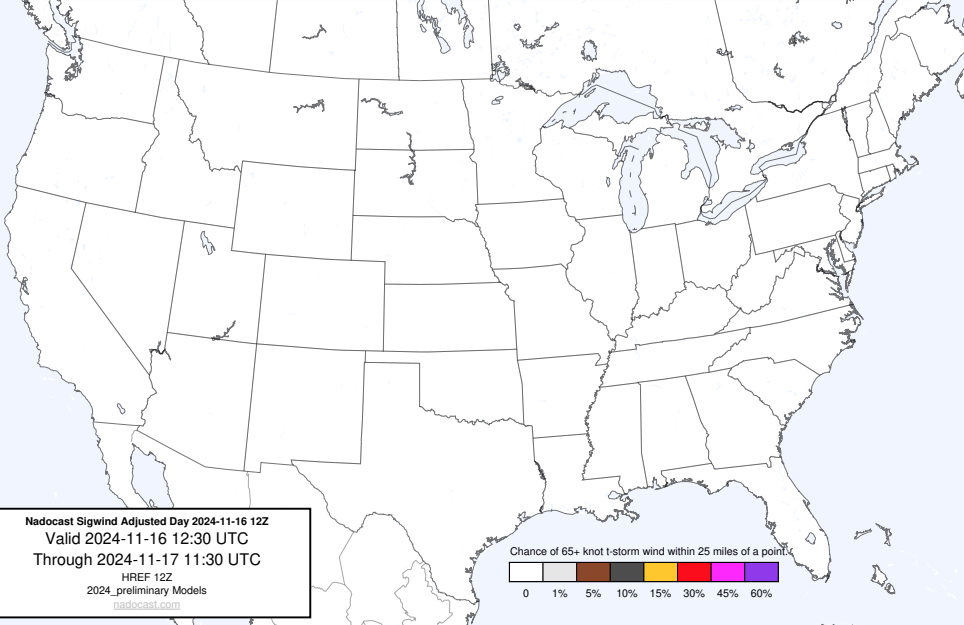 Nadocast Sigwind Adjusted Day 2024-11-16 12Z
Valid 2024-11-16 12:30 UTC
Through 2024-11-17 11:30 UTC
HREF 12Z
2024_preliminary Models
nadocast.com
Chance of 65+ knot t-storm wind within 25 miles of a point.
0 1% 5% 10% 15% 30% 45% 60%